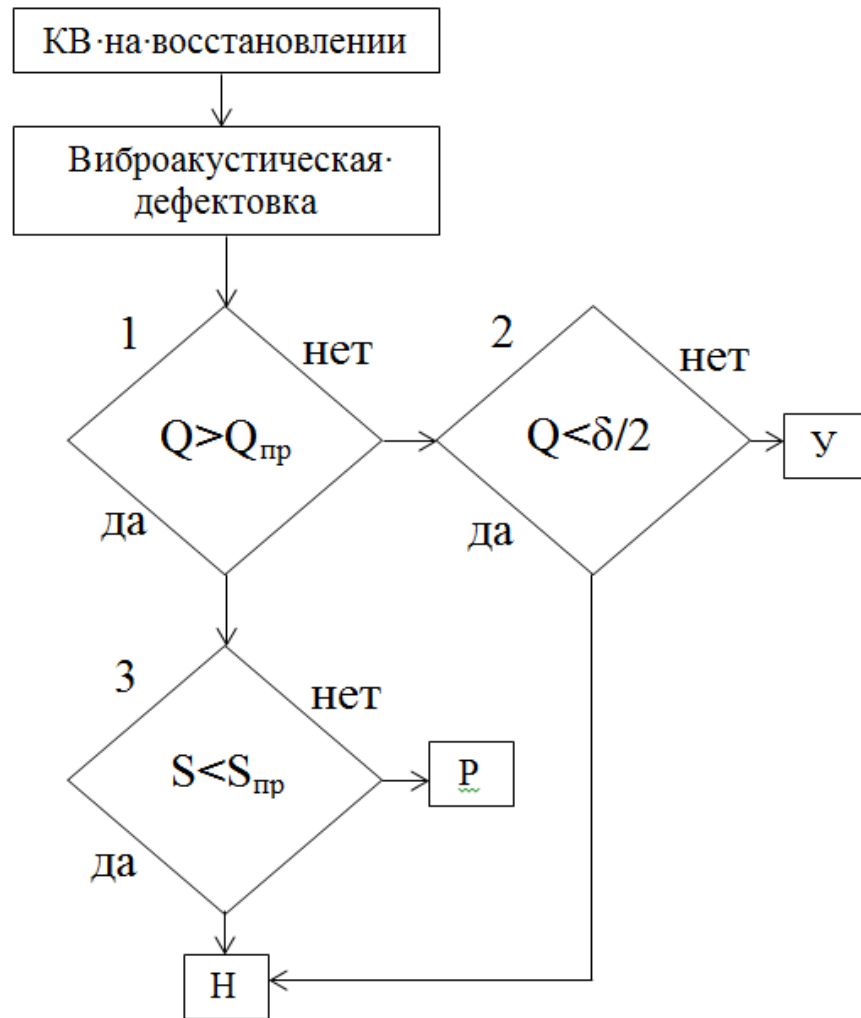 КВ·на·восстановлении
Виброакустическая·
дефектовка
1
нет
Q>Qпр
да
2
нет
Q<δ/2
да
У
3
нет
S<Sпр
да
Р
Н